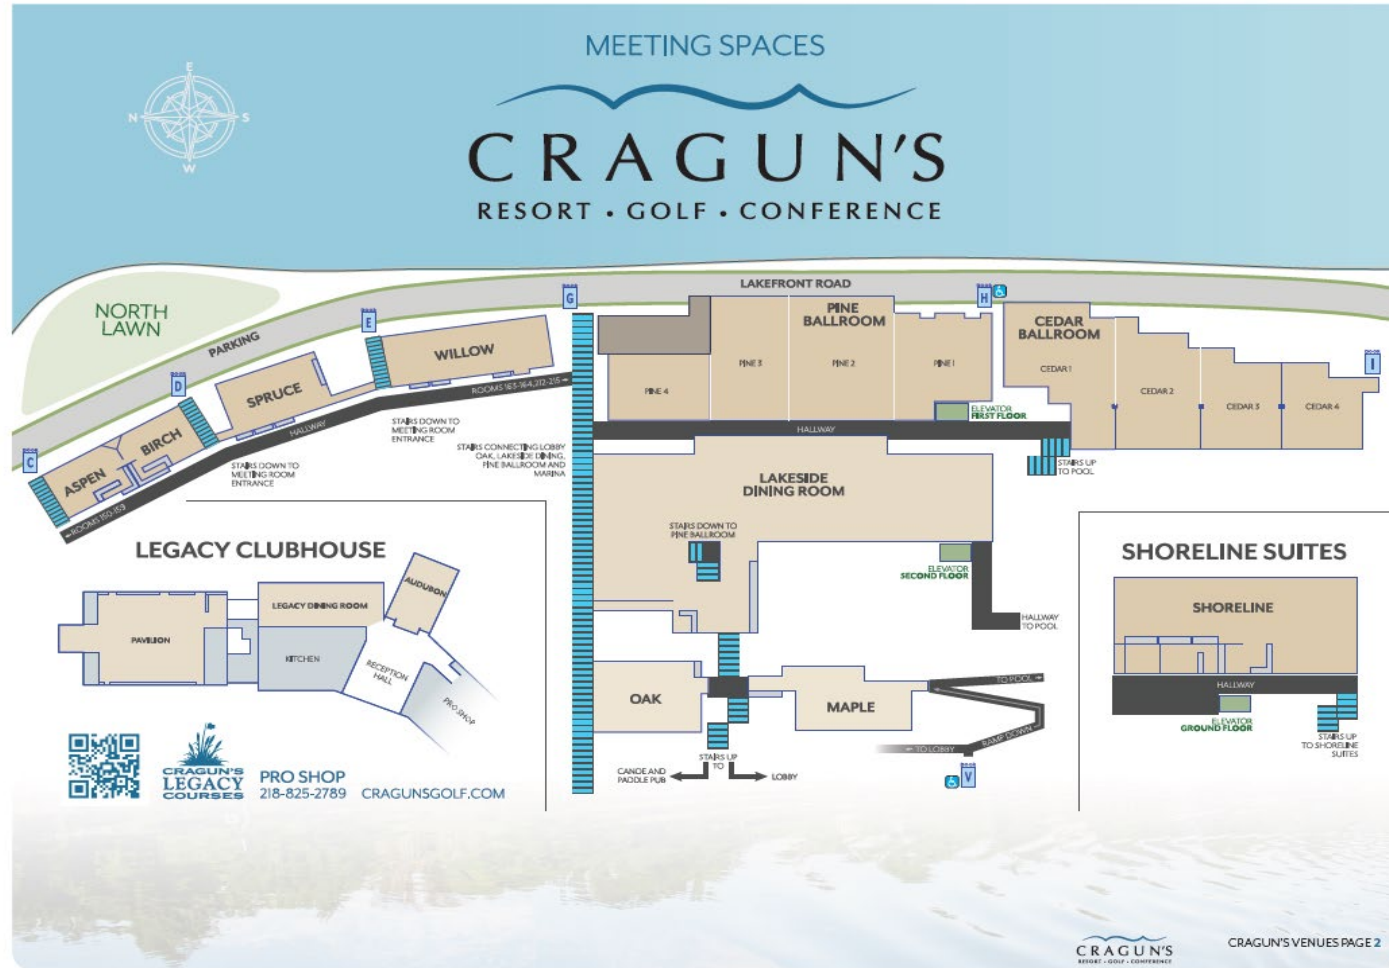 MEETING SPACES
E
N
S
W
CRAGUN'S
RESORT • GOLF • CONFERENCE
NORTH
LAWN
LAKEFRONT ROAD
PARKING
C
D
E
G
H
I
ASPEN
BIRCH
SPRUCE
WILLOW
HALLWAY
ROOMS 163-164, 212-215
ROOMS 150-159
STAIRS DOWN TO
MEETING ROOM
ENTRANCE
STAIRS DOWN TO
MEETING ROOM
ENTRANCE
STAIRS CONNECTING LOBBY
OAK, LAKESIDE DINING,
PINE BALLROOM AND
MARINA
PINE
BALLROOM
PINE 4
PINE 3
PINE 2
PINE 1
ELEVATOR
FIRST FLOOR
HALLWAY
CEDAR
BALLROOM
CEDAR 1
CEDAR 2
CEDAR 3
CEDAR 4
STAIRS UP
TO POOL
LAKESIDE
DINING ROOM
STAIRS DOWN TO
PINE BALLROOM
ELEVATOR
SECOND FLOOR
HALLWAY
TO POOL
OAK
MAPLE
TO POOL
RAMP DOWN
TO LOBBY
V
STAIRS UP
TO
CANOE AND
PADDLE PUB
LOBBY
LEGACY CLUBHOUSE
PAVILION
LEGACY DINING ROOM
AUDUBON
KITCHEN
RECEPTION
HALL
PRO SHOP
CRAGUN'S
LEGACY
COURSES
PRO SHOP
218-825-2789 CRAGUNSGOLF.COM
SHORELINE SUITES
SHORELINE
HALLWAY
ELEVATOR
GROUND FLOOR
STAIRS UP
TO SHORELINE
SUITES
CRAGUN'S
RESORT • GOLF • CONFERENCE
CRAGUN'S VENUES PAGE 2